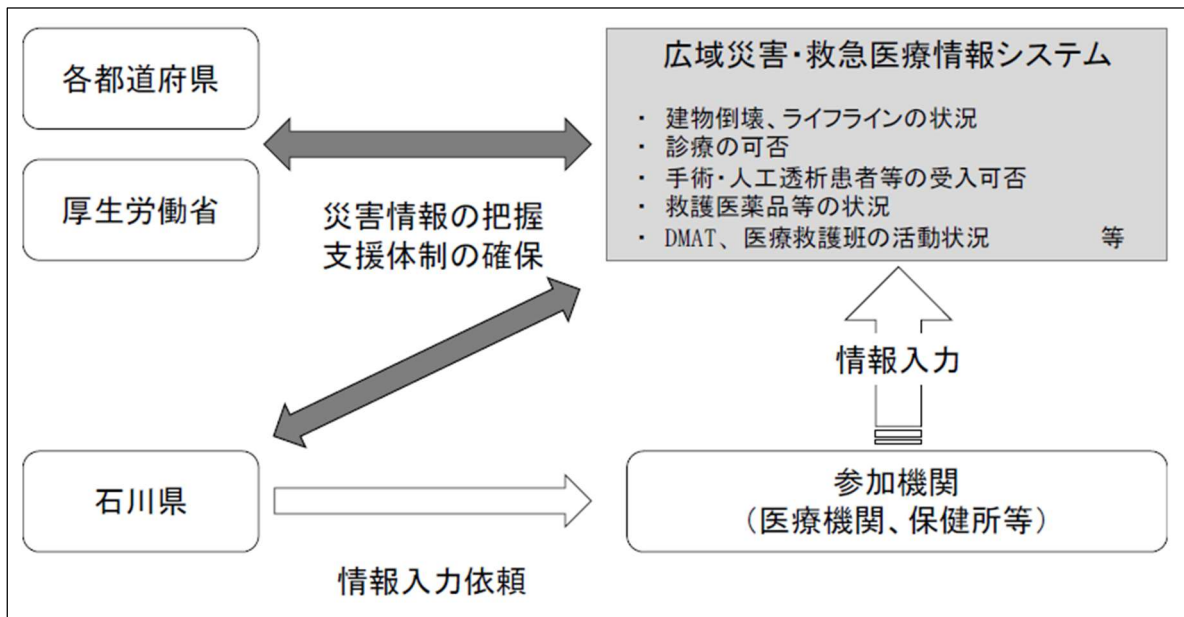 各都道府県
厚生労働省
災害情報の把握
支援体制の確保
広域災害・救急医療情報システム
・ 建物倒壊、ライフラインの状況
・ 診療の可否
・ 手術・人工透析患者等の受入可否
・ 救護医薬品等の状況
・ DMAT、医療救護班の活動状況 等
情報入力
石川県
情報入力依頼
参加機関
（医療機関、保健所等）